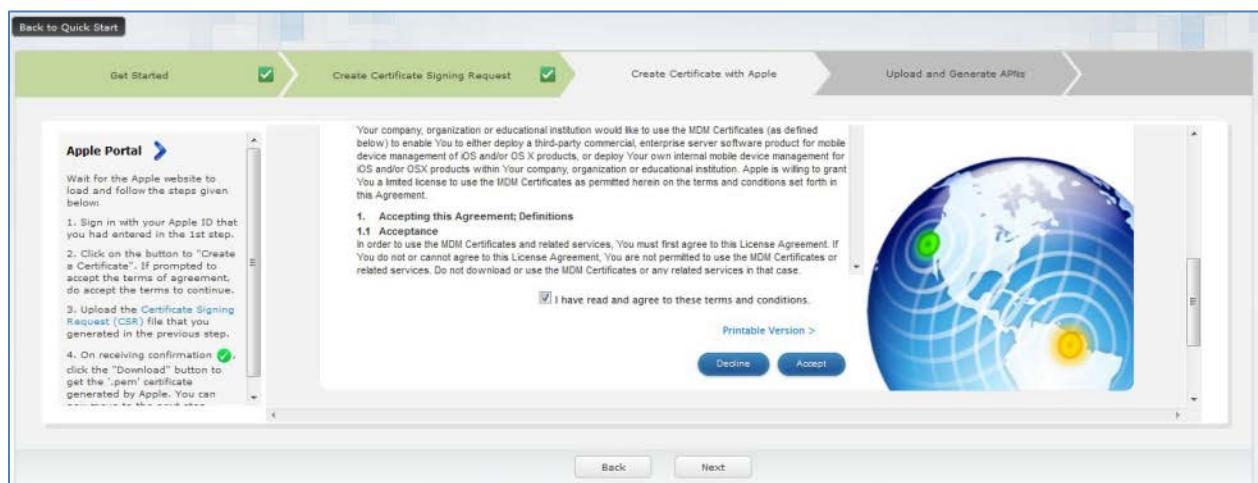 Back to Quick Start
Get Started
Create Certificate Signing Request
Create Certificate with Apple
Upload and Generate APNs
Apple Portal
Wait for the Apple website to
load and follow the steps given
below:
1. Sign in with your Apple ID that
you had entered in the 1st step.
2. Click on the button to "Create
a Certificate". If prompted to
accept the terms of agreement,
do accept the terms to continue.
3. Upload the Certificate Signing
Request (CSR) file that you
generated in the previous step.
4. On receiving confirmation ,
click the "Download" button to
get the '.pem' certificate
generated by Apple. You can
Your company, organization or educational institution would like to use the MDM Certificates (as defined
below) to enable You to either deploy a third-party commercial, enterprise server software product for mobile
device management of iOS and/or OS X products, or deploy Your own internal mobile device management for
iOS and/or OSX products within Your company, organization or educational institution. Apple is willing to grant
You a limited license to use the MDM Certificates as permitted herein on the terms and conditions set forth in
this Agreement.
1. Accepting this Agreement; Definitions
1.1 Acceptance
In order to use the MDM Certificates and related services, You must first agree to this License Agreement. If
You do not or cannot agree to this License Agreement, You are not permitted to use the MDM Certificates or
related services. Do not download or use the MDM Certificates or any related services in that case.
I have read and agree to these terms and conditions.
Printable Version >
Decline
Accept
Back
Next